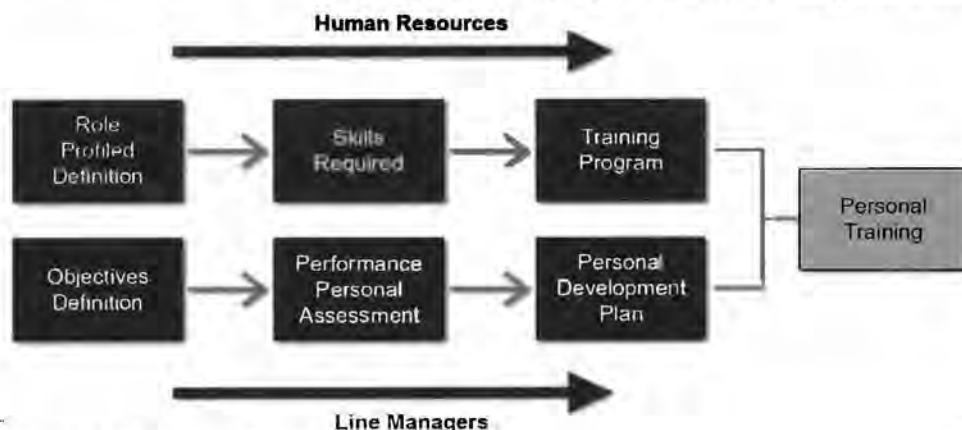 Human Resources
Role
Profiled
Definition
Skills
Required
Training
Program
Personal
Training
Objectives
Definition
Performance
Personal
Assessment
Personal
Development
Plan
Line Managers